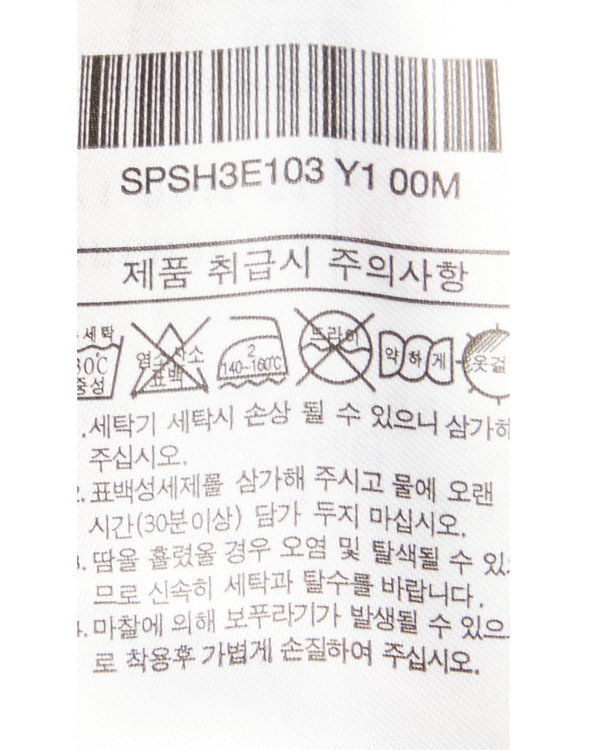 SPSH3E103 Y1 00M
제품 취급시 주의사항
세탁
30℃
중성
염소 산소
표백
2
140~160℃
드라이
약하게
옷걸
.세탁기 세탁시 손상 될 수 있으니 삼가해
주십시오.
2.표백성세제를 삼가해 주시고 물에 오랜
시간(30분이상) 담가 두지 마십시오.
3.땀을 흘렸을 경우 오염 및 탈색될 수 있
므로 신속히 세탁과 탈수를 바랍니다.
.마찰에 의해 보푸라기가 발생될 수 있으
로 착용후 가볍게 손질하여 주십시오.